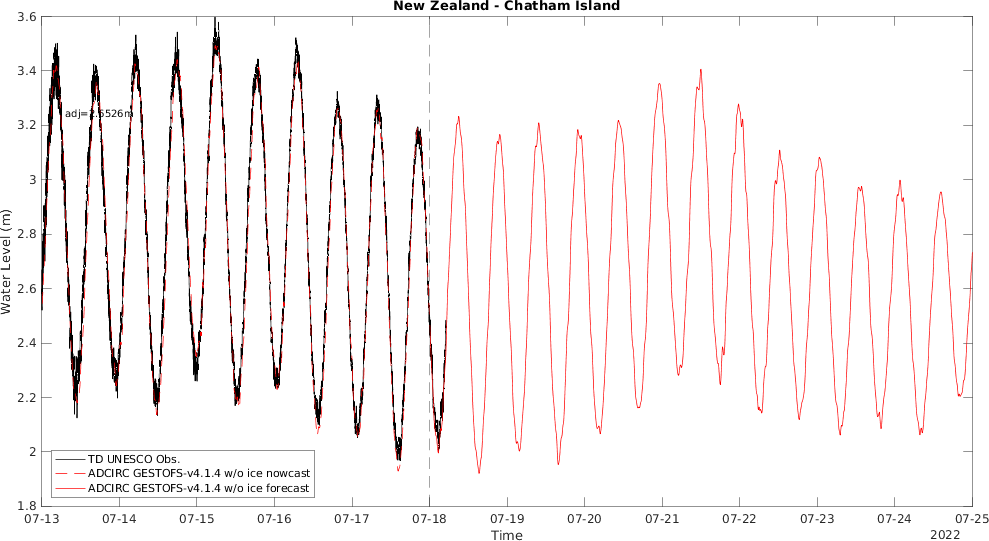 New Zealand - Chatham Island
Water Level (m)
3.6
3.4
3.2
3
2.8
2.6
2.4
2.2
2
1.8
adj=2.6526m
TD UNESCO Obs.
ADCIRC GESTOFS-v4.1.4 w/o ice nowcast
ADCIRC GESTOFS-v4.1.4 w/o ice forecast
07-13 07-14 07-15 07-16 07-17 07-18 07-19 07-20 07-21 07-22 07-23 07-24 07-25
Time
2022